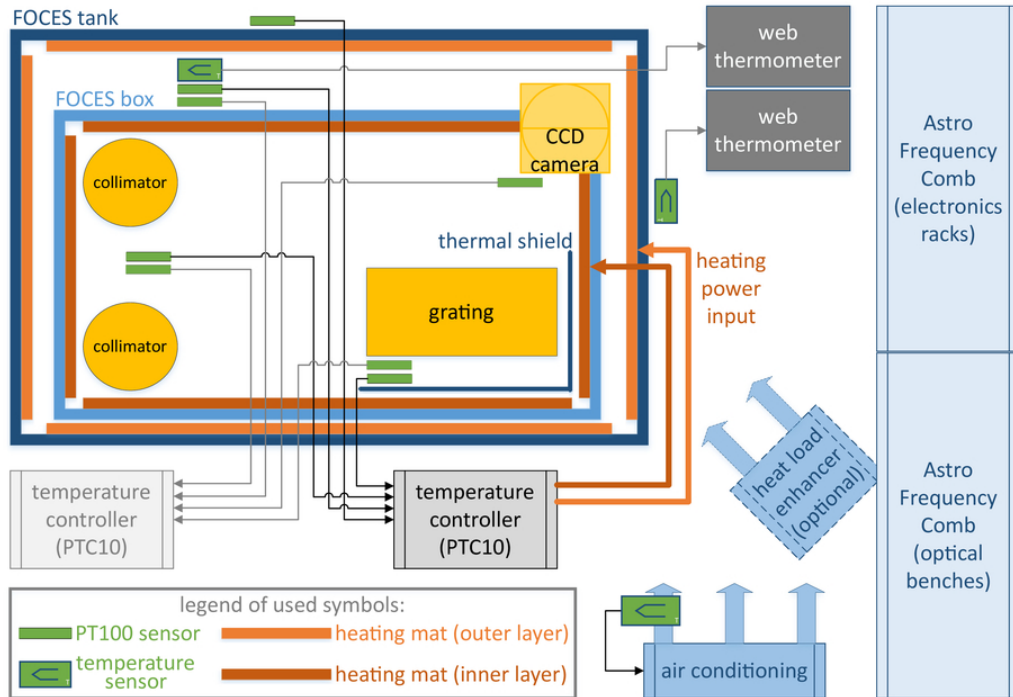 FOCES tank
web
thermometer
FOCES box
CCD
camera
web
thermometer
Astro
Frequency
Comb
(electronics
racks)
collimator
thermal shield
heating
power
input
grating
collimator
temperature
controller
(PTC10)
temperature
controller
(PTC10)
heat load
enhancer
(optional)
Astro
Frequency
Comb
(optical
benches)
legend of used symbols:
PT100 sensor
heating mat (outer layer)
temperature
sensor
heating mat (inner layer)
air conditioning